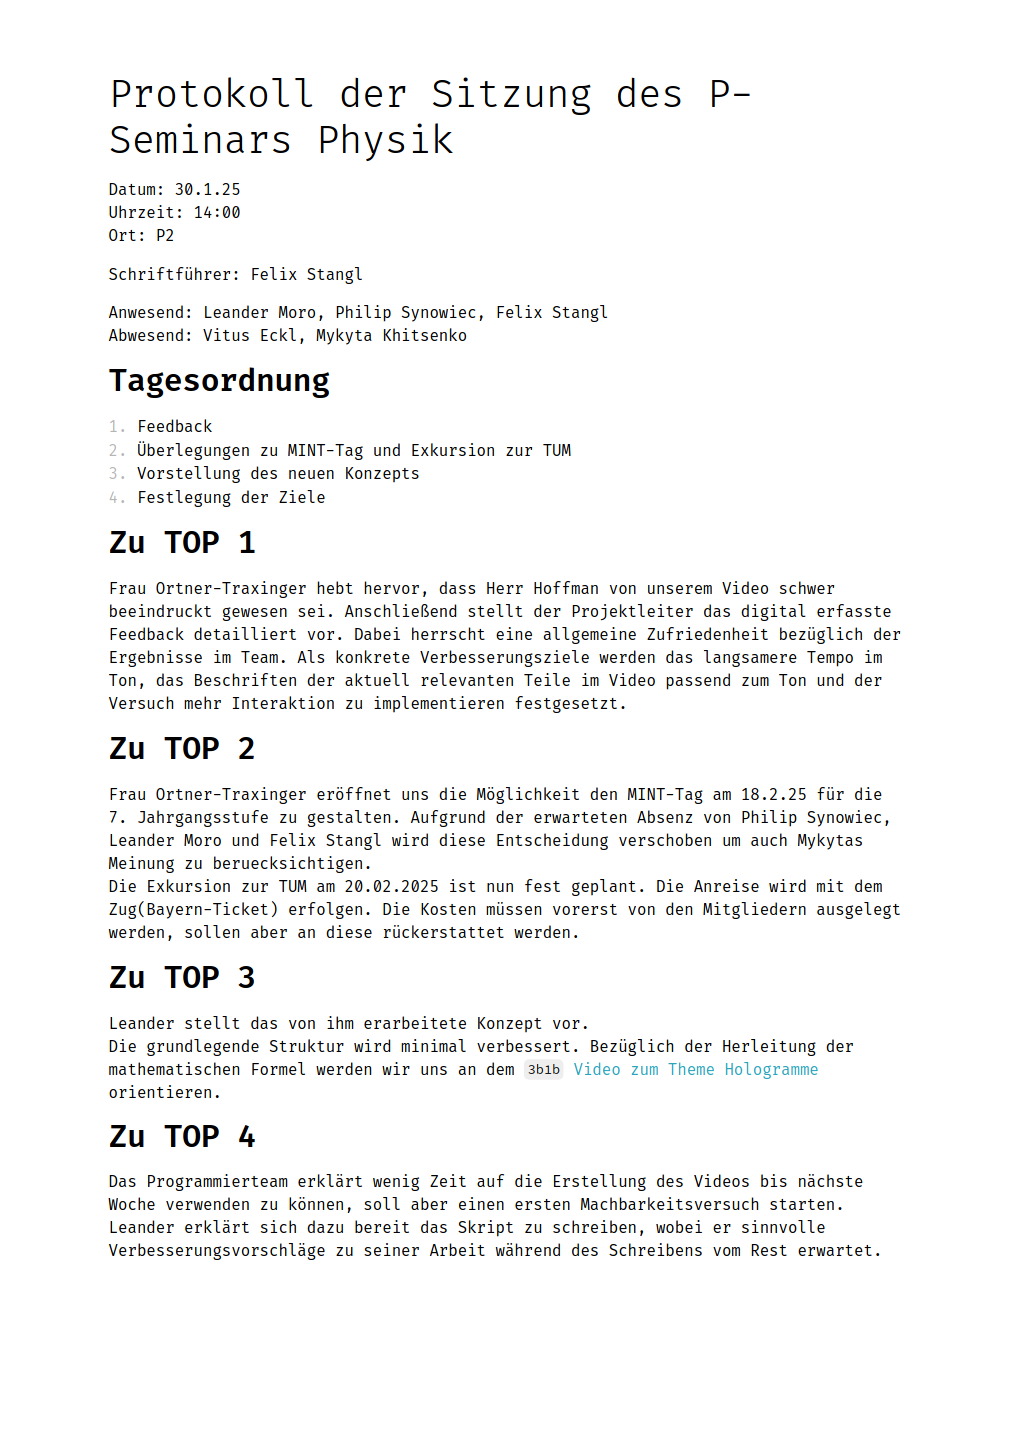 Protokoll der Sitzung des P-
Seminars Physik
Datum: 30.1.25
Uhrzeit: 14:00
Ort: P2
Schriftführer: Felix Stangl
Anwesend: Leander Moro, Philip Synowiec, Felix Stangl
Abwesend: Vitus Eckl, Mykyta Khitsenko
Tagesordnung
1. Feedback
2. Überlegungen zu MINT-Tag und Exkursion zur TUM
3. Vorstellung des neuen Konzepts
4. Festlegung der Ziele
Zu TOP 1
Frau Ortner-Traxinger hebt hervor, dass Herr Hoffman von unserem Video schwer
beeindruckt gewesen sei. Anschließend stellt der Projektleiter das digital erfasste
Feedback detailliert vor. Dabei herrscht eine allgemeine Zufriedenheit bezüglich der
Ergebnisse im Team. Als konkrete Verbesserungsziele werden das langsamere Tempo im
Ton, das Beschriften der aktuell relevanten Teile im Video passend zum Ton und der
Versuch mehr Interaktion zu implementieren festgesetzt.
Zu TOP 2
Frau Ortner-Traxinger eröffnet uns die Möglichkeit den MINT-Tag am 18.2.25 für die
7. Jahrgangsstufe zu gestalten. Aufgrund der erwarteten Absenz von Philip Synowiec,
Leander Moro und Felix Stangl wird diese Entscheidung verschoben um auch Mykytas
Meinung zu beruecksichtigen.
Die Exkursion zur TUM am 20.02.2025 ist nun fest geplant. Die Anreise wird mit dem
Zug(Bayern-Ticket) erfolgen. Die Kosten müssen vorerst von den Mitgliedern ausgelegt
werden, sollen aber an diese rückerstattet werden.
Zu TOP 3
Leander stellt das von ihm erarbeitete Konzept vor.
Die grundlegende Struktur wird minimal verbessert. Bezüglich der Herleitung der
mathematischen Formel werden wir uns an dem 3b1b Video zum Theme Hologramme
orientieren.
Zu TOP 4
Das Programmierteam erklärt wenig Zeit auf die Erstellung des Videos bis nächste
Woche verwenden zu können, soll aber einen ersten Machbarkeitsversuch starten.
Leander erklärt sich dazu bereit das Skript zu schreiben, wobei er sinnvolle
Verbesserungsvorschläge zu seiner Arbeit während des Schreibens vom Rest erwartet.